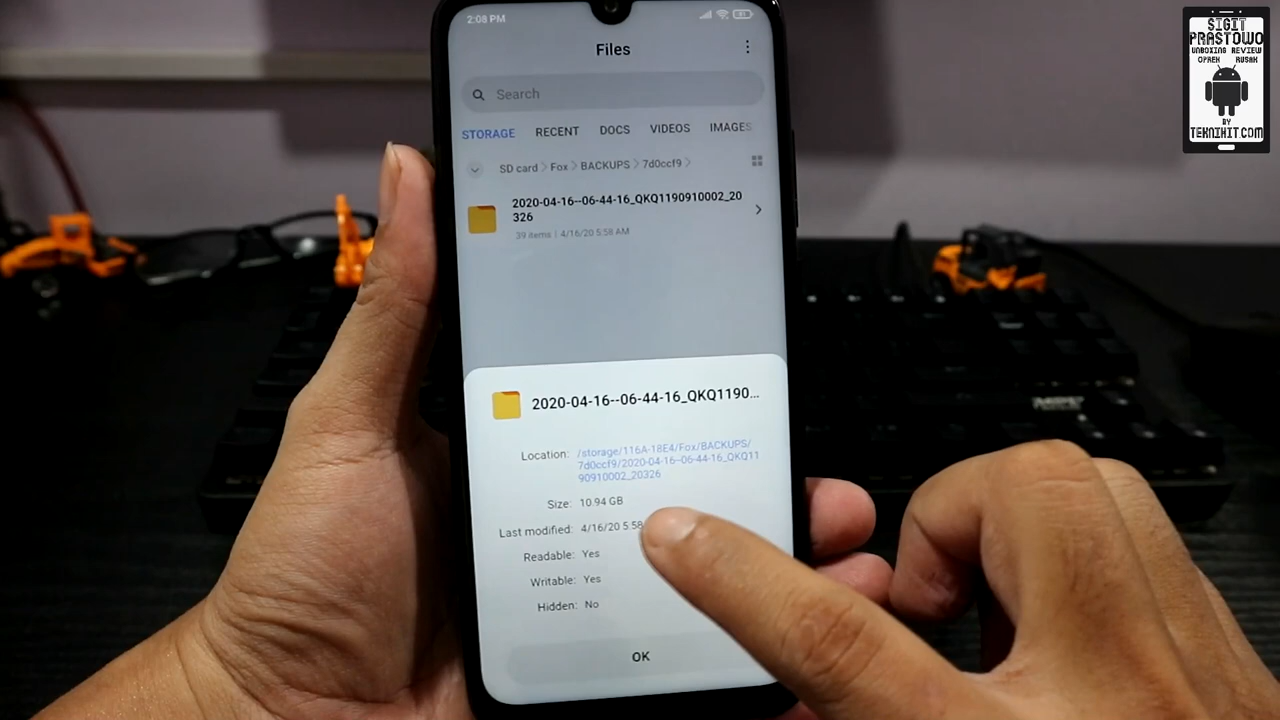 2:08 PM
81
Files
Search
STORAGE RECENT DOCS VIDEOS IMAGES
SD card > Fox > BACKUPS > 7d0ccf9 >
2020-04-16--06-44-16_QKQ1190910002_20
326
39 items | 4/16/20 5:58 AM
2020-04-16--06-44-16_QKQ1190...
Location: /storage/116A-18E4/Fox/BACKUPS/
7d0ccf9/2020-04-16--06-44-16_QKQ11
90910002_20326
Size: 10.94 GB
Last modified: 4/16/20 5:58
Readable: Yes
Writable: Yes
Hidden: No
OK
SIGIT
PRASTOWO
UNBOXING REVIEW
OPREK RUSAK
BY
TEKNIHIT.COM